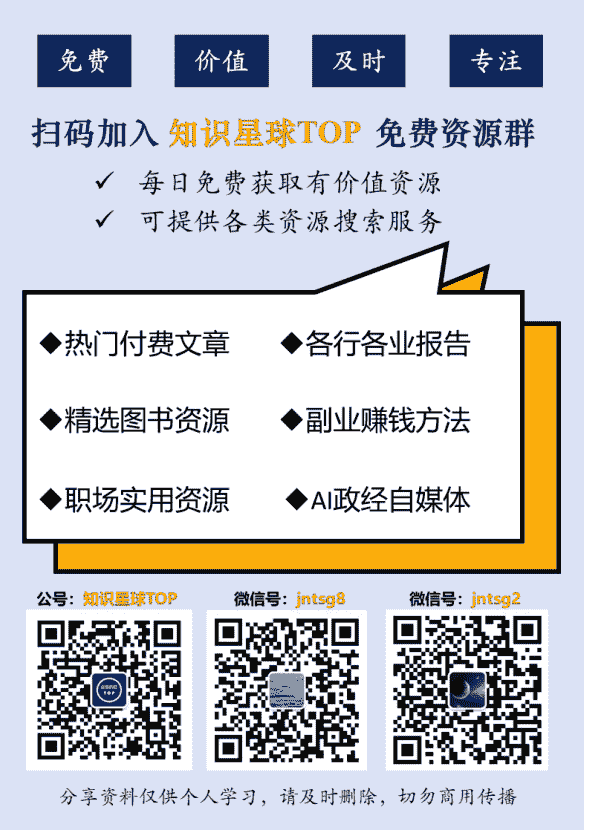 免费 价值 及时 专注
扫码加入 知识星球TOP 免费资源群
✓ 每日免费获取有价值资源
✓ 可提供各类资源搜索服务
◆热门付费文章 ◆各行各业报告
◆精选图书资源 ◆副业赚钱方法
◆职场实用资源 ◆AI政经自媒体
公号：知识星球TOP 微信号：jntsg8 微信号：jntsg2
TOP
分享资料仅供个人学习，请及时删除，切勿商用传播